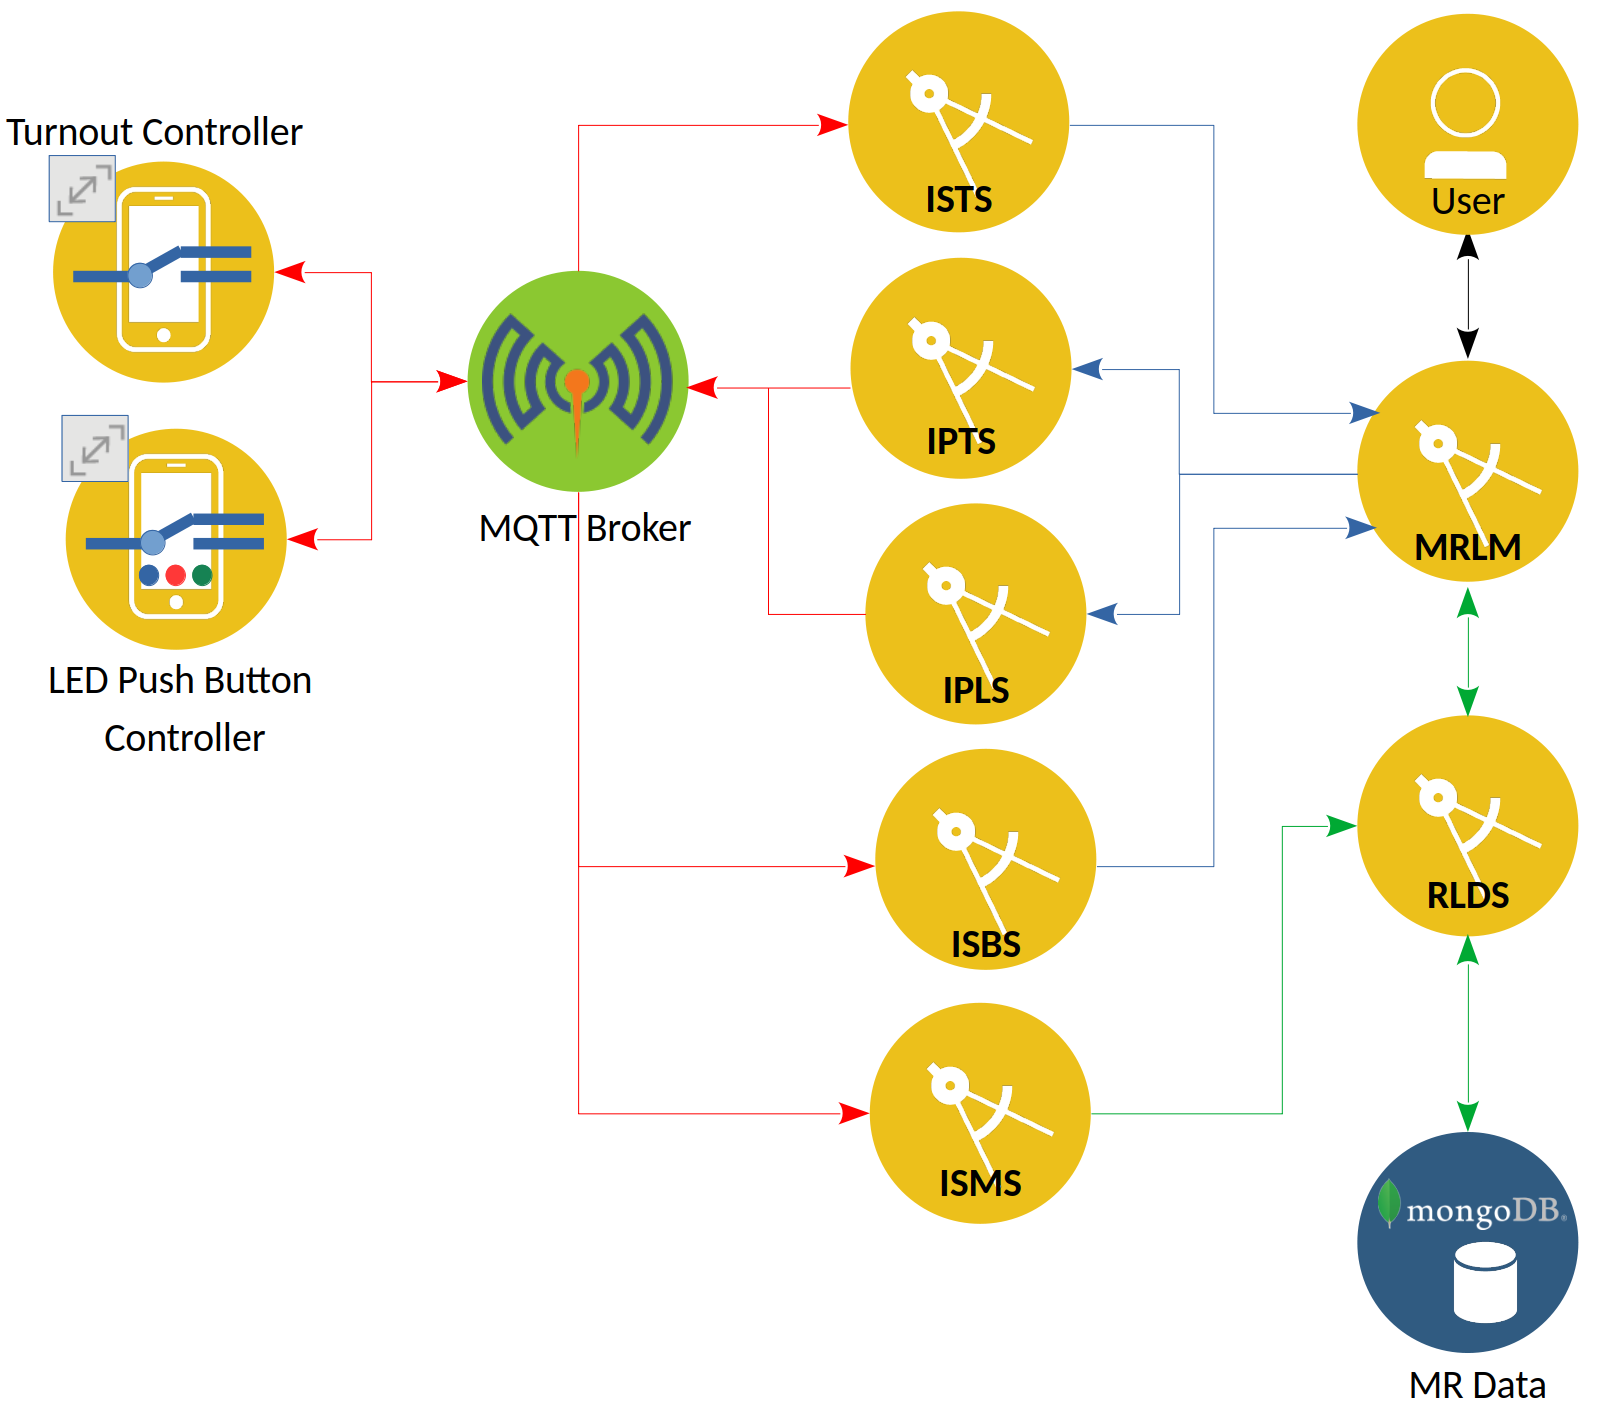 Turnout Controller
ISTS
User
IPTS
MQTT Broker
MRLM
LED Push Button
Controller
IPLS
RLDS
ISBS
ISMS
mongoDB®
MR Data